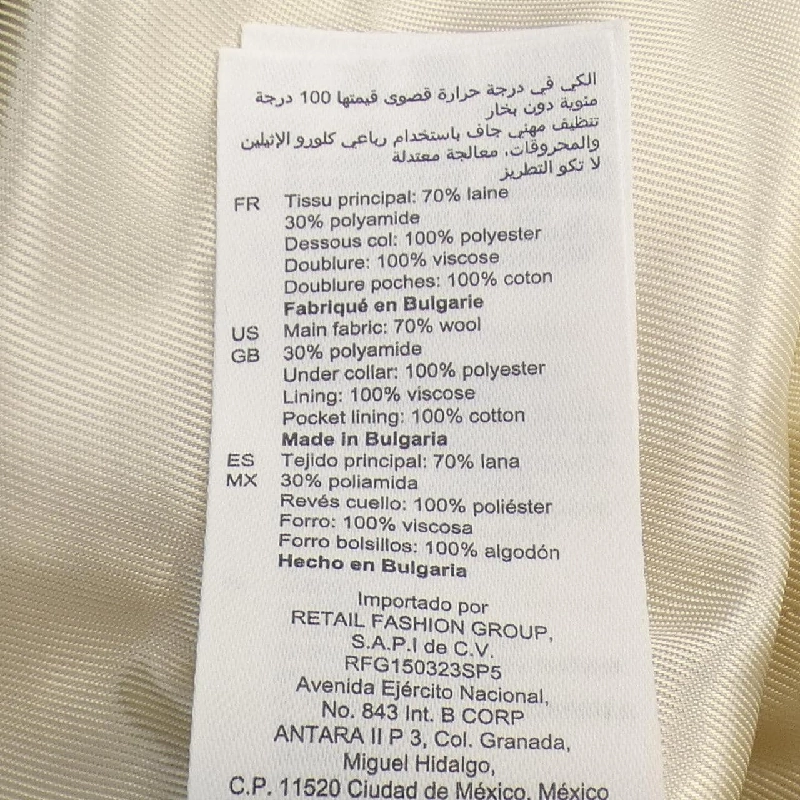 الكي في درجة حرارة قصوى قيمتها 100 درجة
مئوية دون بخار
تنظيف مهني جاف باستخدام رباعي كلورو الإثيلين
والمحروقات. معالجة معتدلة
لا تكو التطريز
FR Tissu principal: 70% laine
30% polyamide
Dessous col: 100% polyester
Doublure: 100% viscose
Doublure poches: 100% coton
Fabriqué en Bulgarie
US Main fabric: 70% wool
GB 30% polyamide
Under collar: 100% polyester
Lining: 100% viscose
Pocket lining: 100% cotton
Made in Bulgaria
ES Tejido principal: 70% lana
MX 30% poliamida
Revés cuello: 100% poliéster
Forro: 100% viscosa
Forro bolsillos: 100% algodón
Hecho en Bulgaria
Importado por
RETAIL FASHION GROUP,
S.A.P.I de C.V.
RFG150323SP5
Avenida Ejército Nacional,
No. 843 Int. B CORP
ANTARA II P 3, Col. Granada,
Miguel Hidalgo,
C.P. 11520 Ciudad de México, México